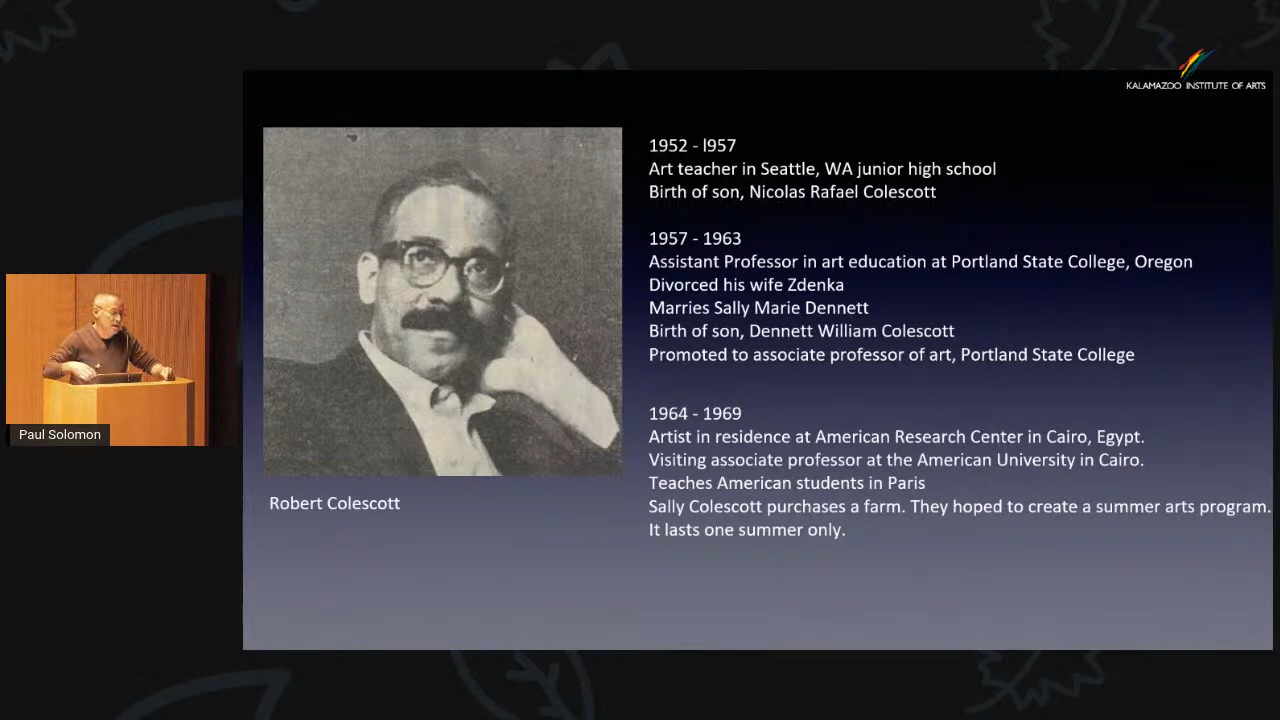 KALAMAZOO INSTITUTE OF ARTS
1952 - l957
Art teacher in Seattle, WA junior high school
Birth of son, Nicolas Rafael Colescott
1957 - 1963
Assistant Professor in art education at Portland State College, Oregon
Divorced his wife Zdenka
Marries Sally Marie Dennett
Birth of son, Dennett William Colescott
Promoted to associate professor of art, Portland State College
1964 - 1969
Artist in residence at American Research Center in Cairo, Egypt.
Visiting associate professor at the American University in Cairo.
Teaches American students in Paris
Sally Colescott purchases a farm. They hoped to create a summer arts program.
It lasts one summer only.
Robert Colescott
Paul Solomon